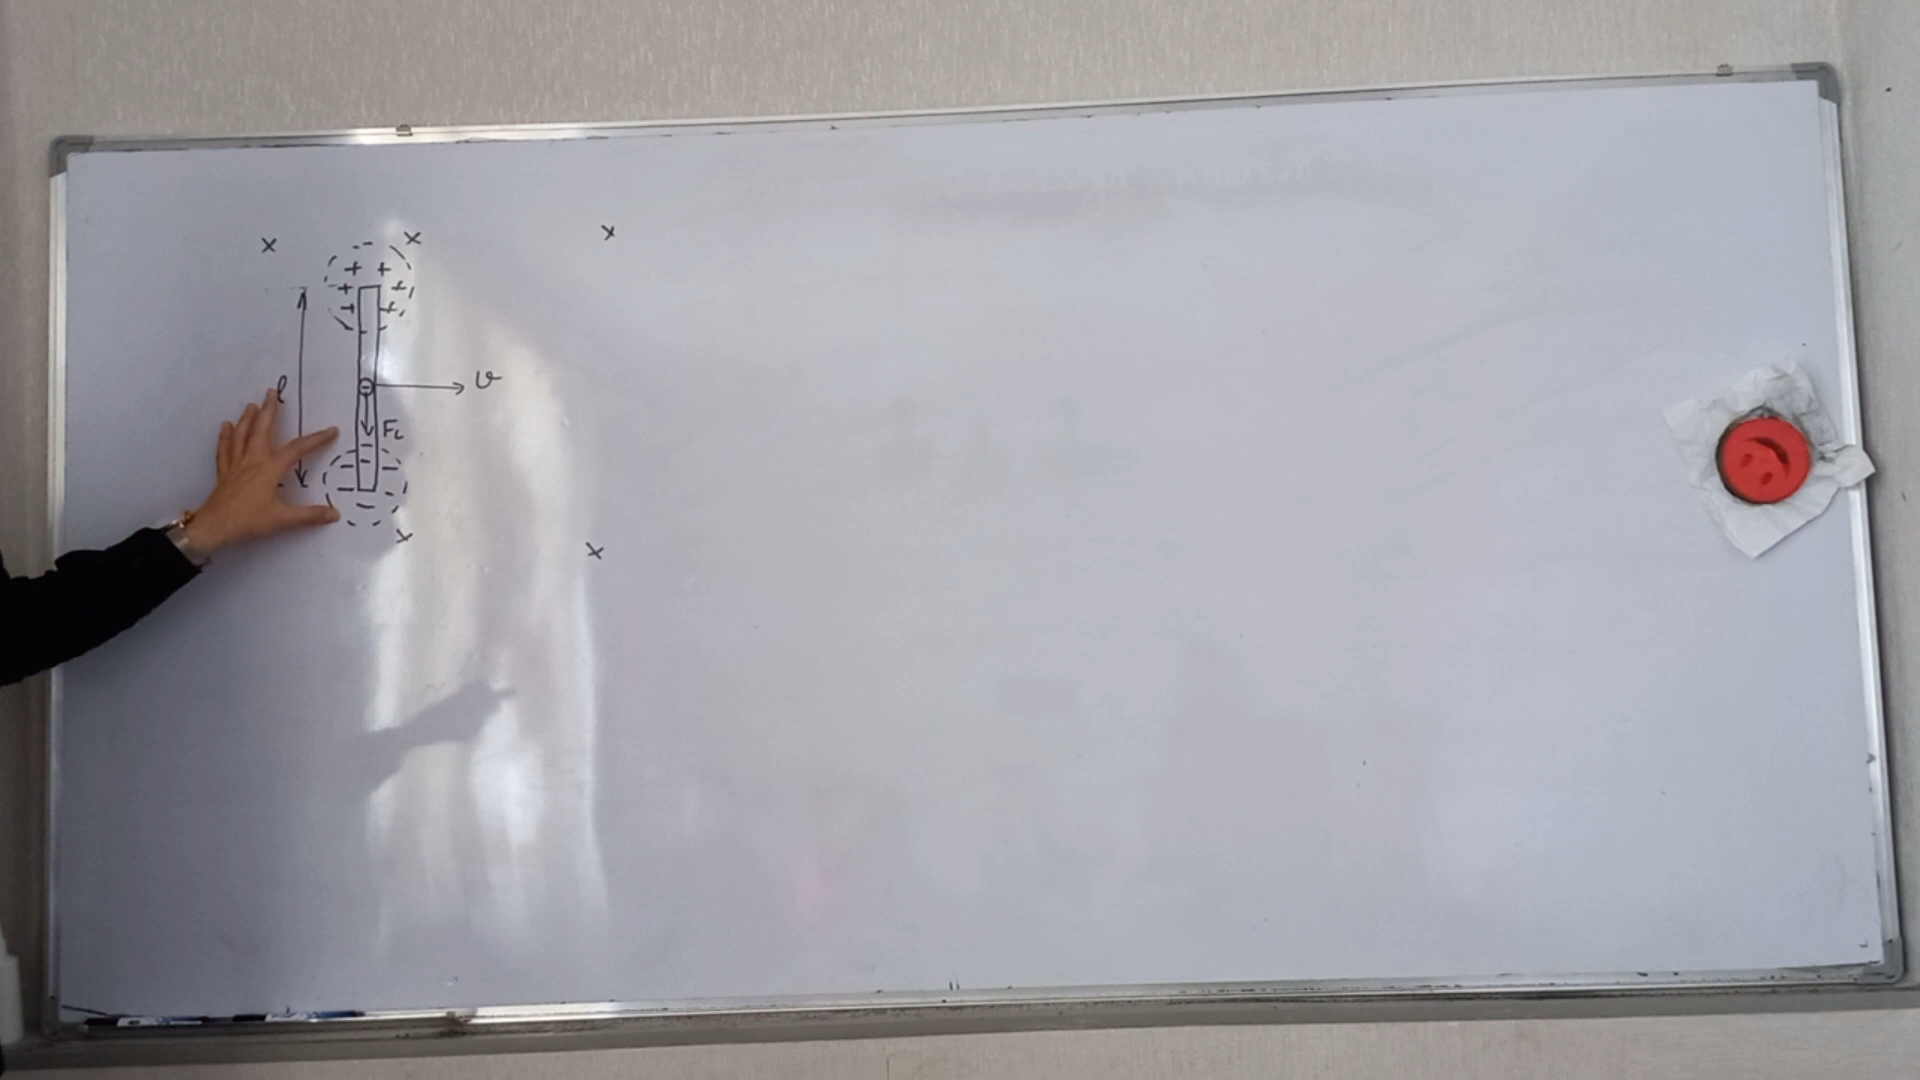 x x x
+ +
+ +
+ +
l
⊖ v
F_L
−
− − −
− −
−
x x